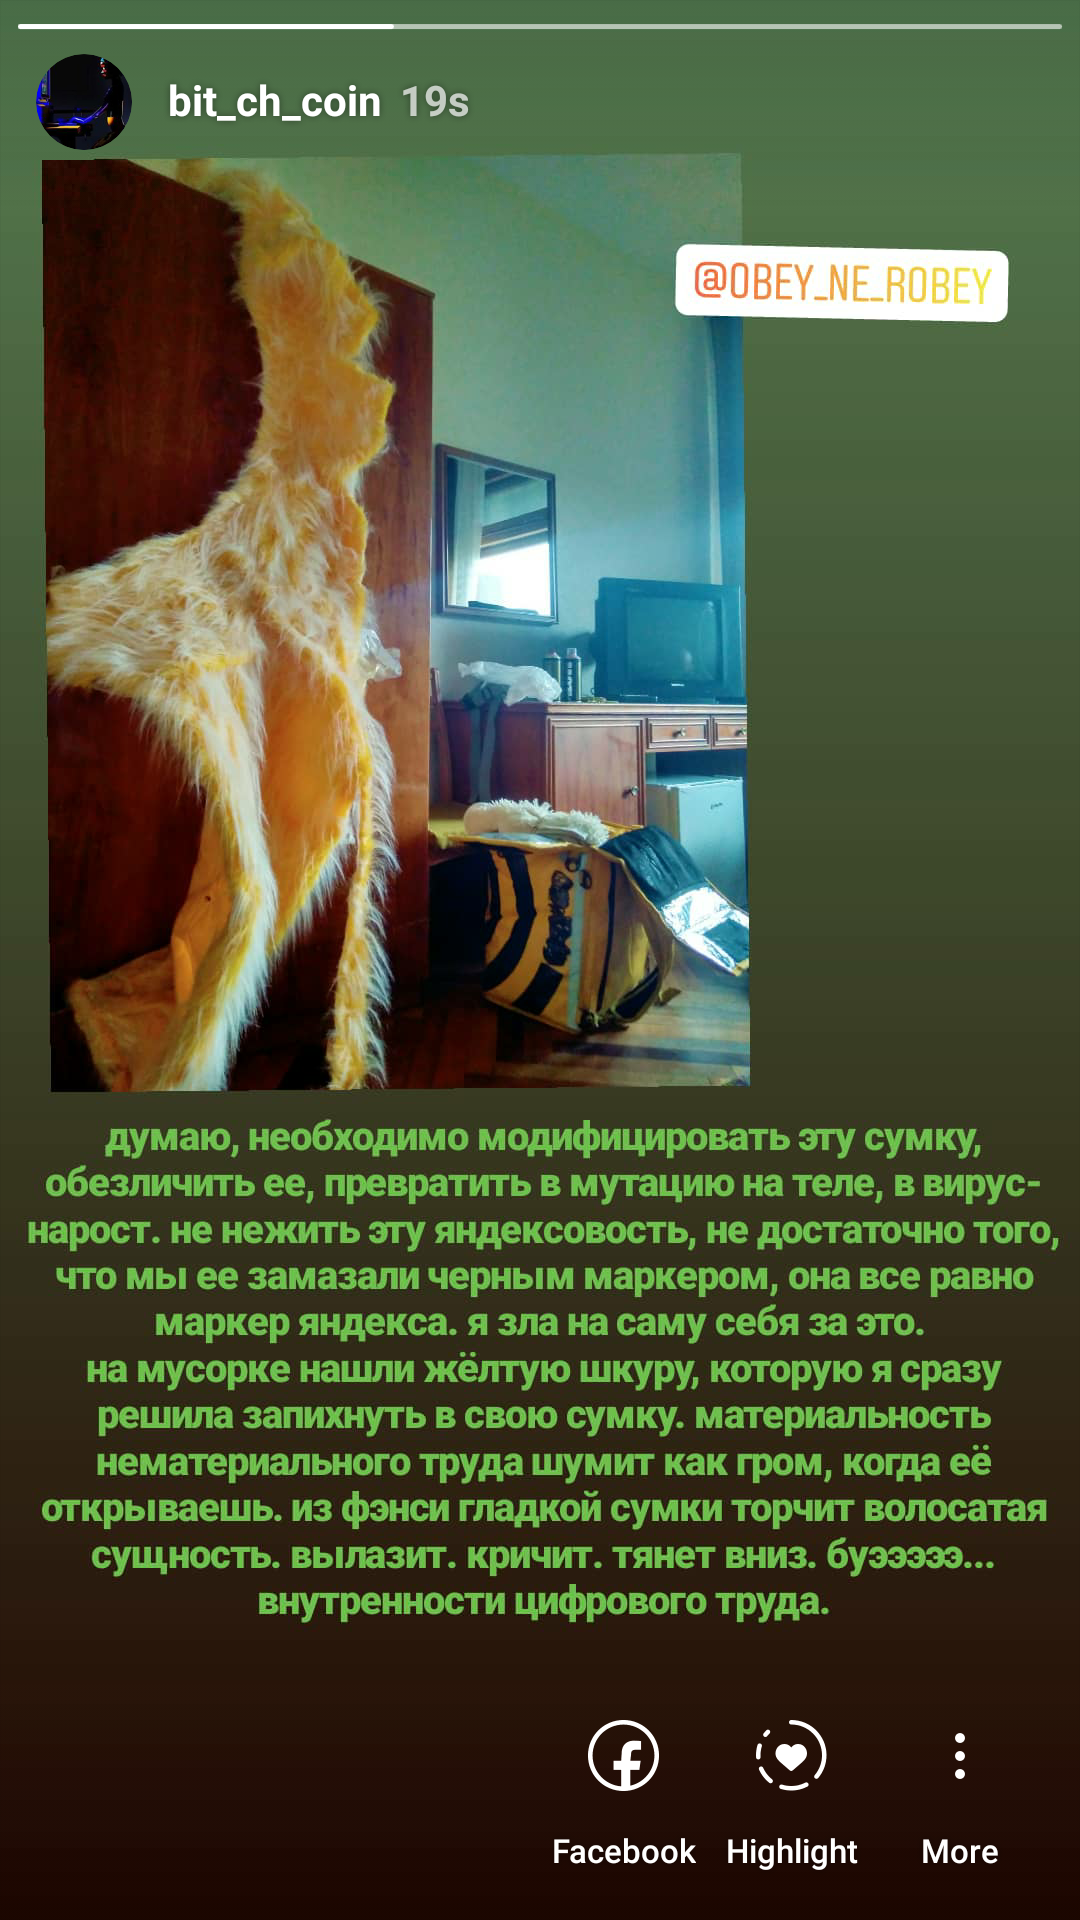 bit_ch_coin 19s
@OBEY_NE_ROBEY
думаю, необходимо модифицировать эту сумку,
обезличить ее, превратить в мутацию на теле, в вирус-
нарост. не нежить эту яндексовость, не достаточно того,
что мы ее замазали черным маркером, она все равно
маркер яндекса. я зла на саму себя за это.
на мусорке нашли жёлтую шкуру, которую я сразу
решила запихнуть в свою сумку. материальность
нематериального труда шумит как гром, когда её
открываешь. из фэнси гладкой сумки торчит волосатая
сущность. вылазит. кричит. тянет вниз. буэээээ...
внутренности цифрового труда.
Facebook Highlight More